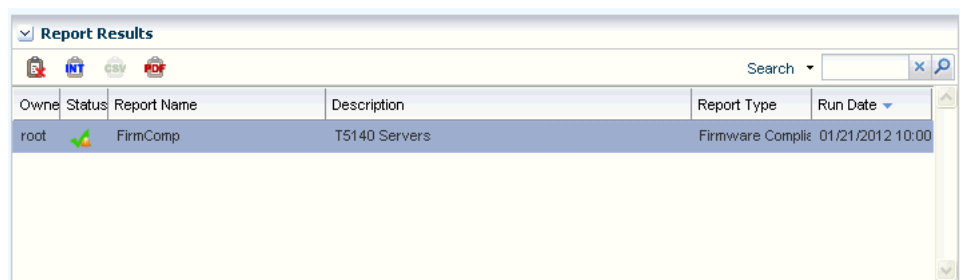 Report Results
INT CSV PDF Search
Owne Status Report Name Description Report Type Run Date
root FirmComp T5140 Servers Firmware Complia 01/21/2012 10:00